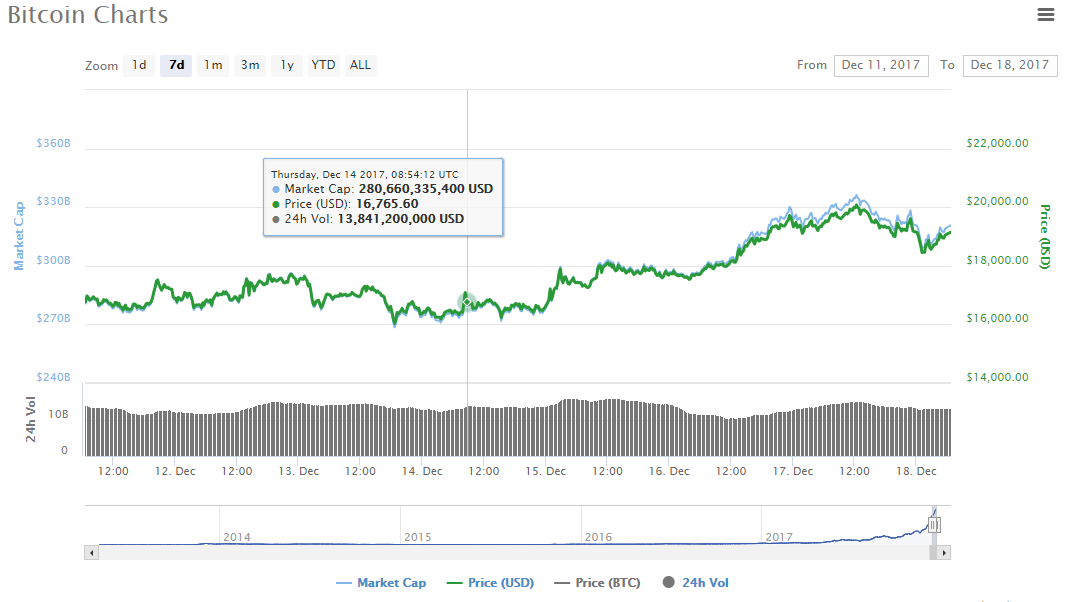 Bitcoin Charts
Zoom 1d 7d 1m 3m 1y YTD ALL From Dec 11, 2017 To Dec 18, 2017
$360B
$330B
$300B
$270B
$240B
Market Cap
$22,000.00
$20,000.00
$18,000.00
$16,000.00
$14,000.00
Price (USD)
Thursday, Dec 14 2017, 08:54:12 UTC
Market Cap: 280,660,335,400 USD
Price (USD): 16,765.60
24h Vol: 13,841,200,000 USD
24h Vol
10B
0
12:00 12. Dec 12:00 13. Dec 12:00 14. Dec 12:00 15. Dec 12:00 16. Dec 12:00 17. Dec 12:00 18. Dec
2014 2015 2016 2017
Market Cap Price (USD) Price (BTC) 24h Vol